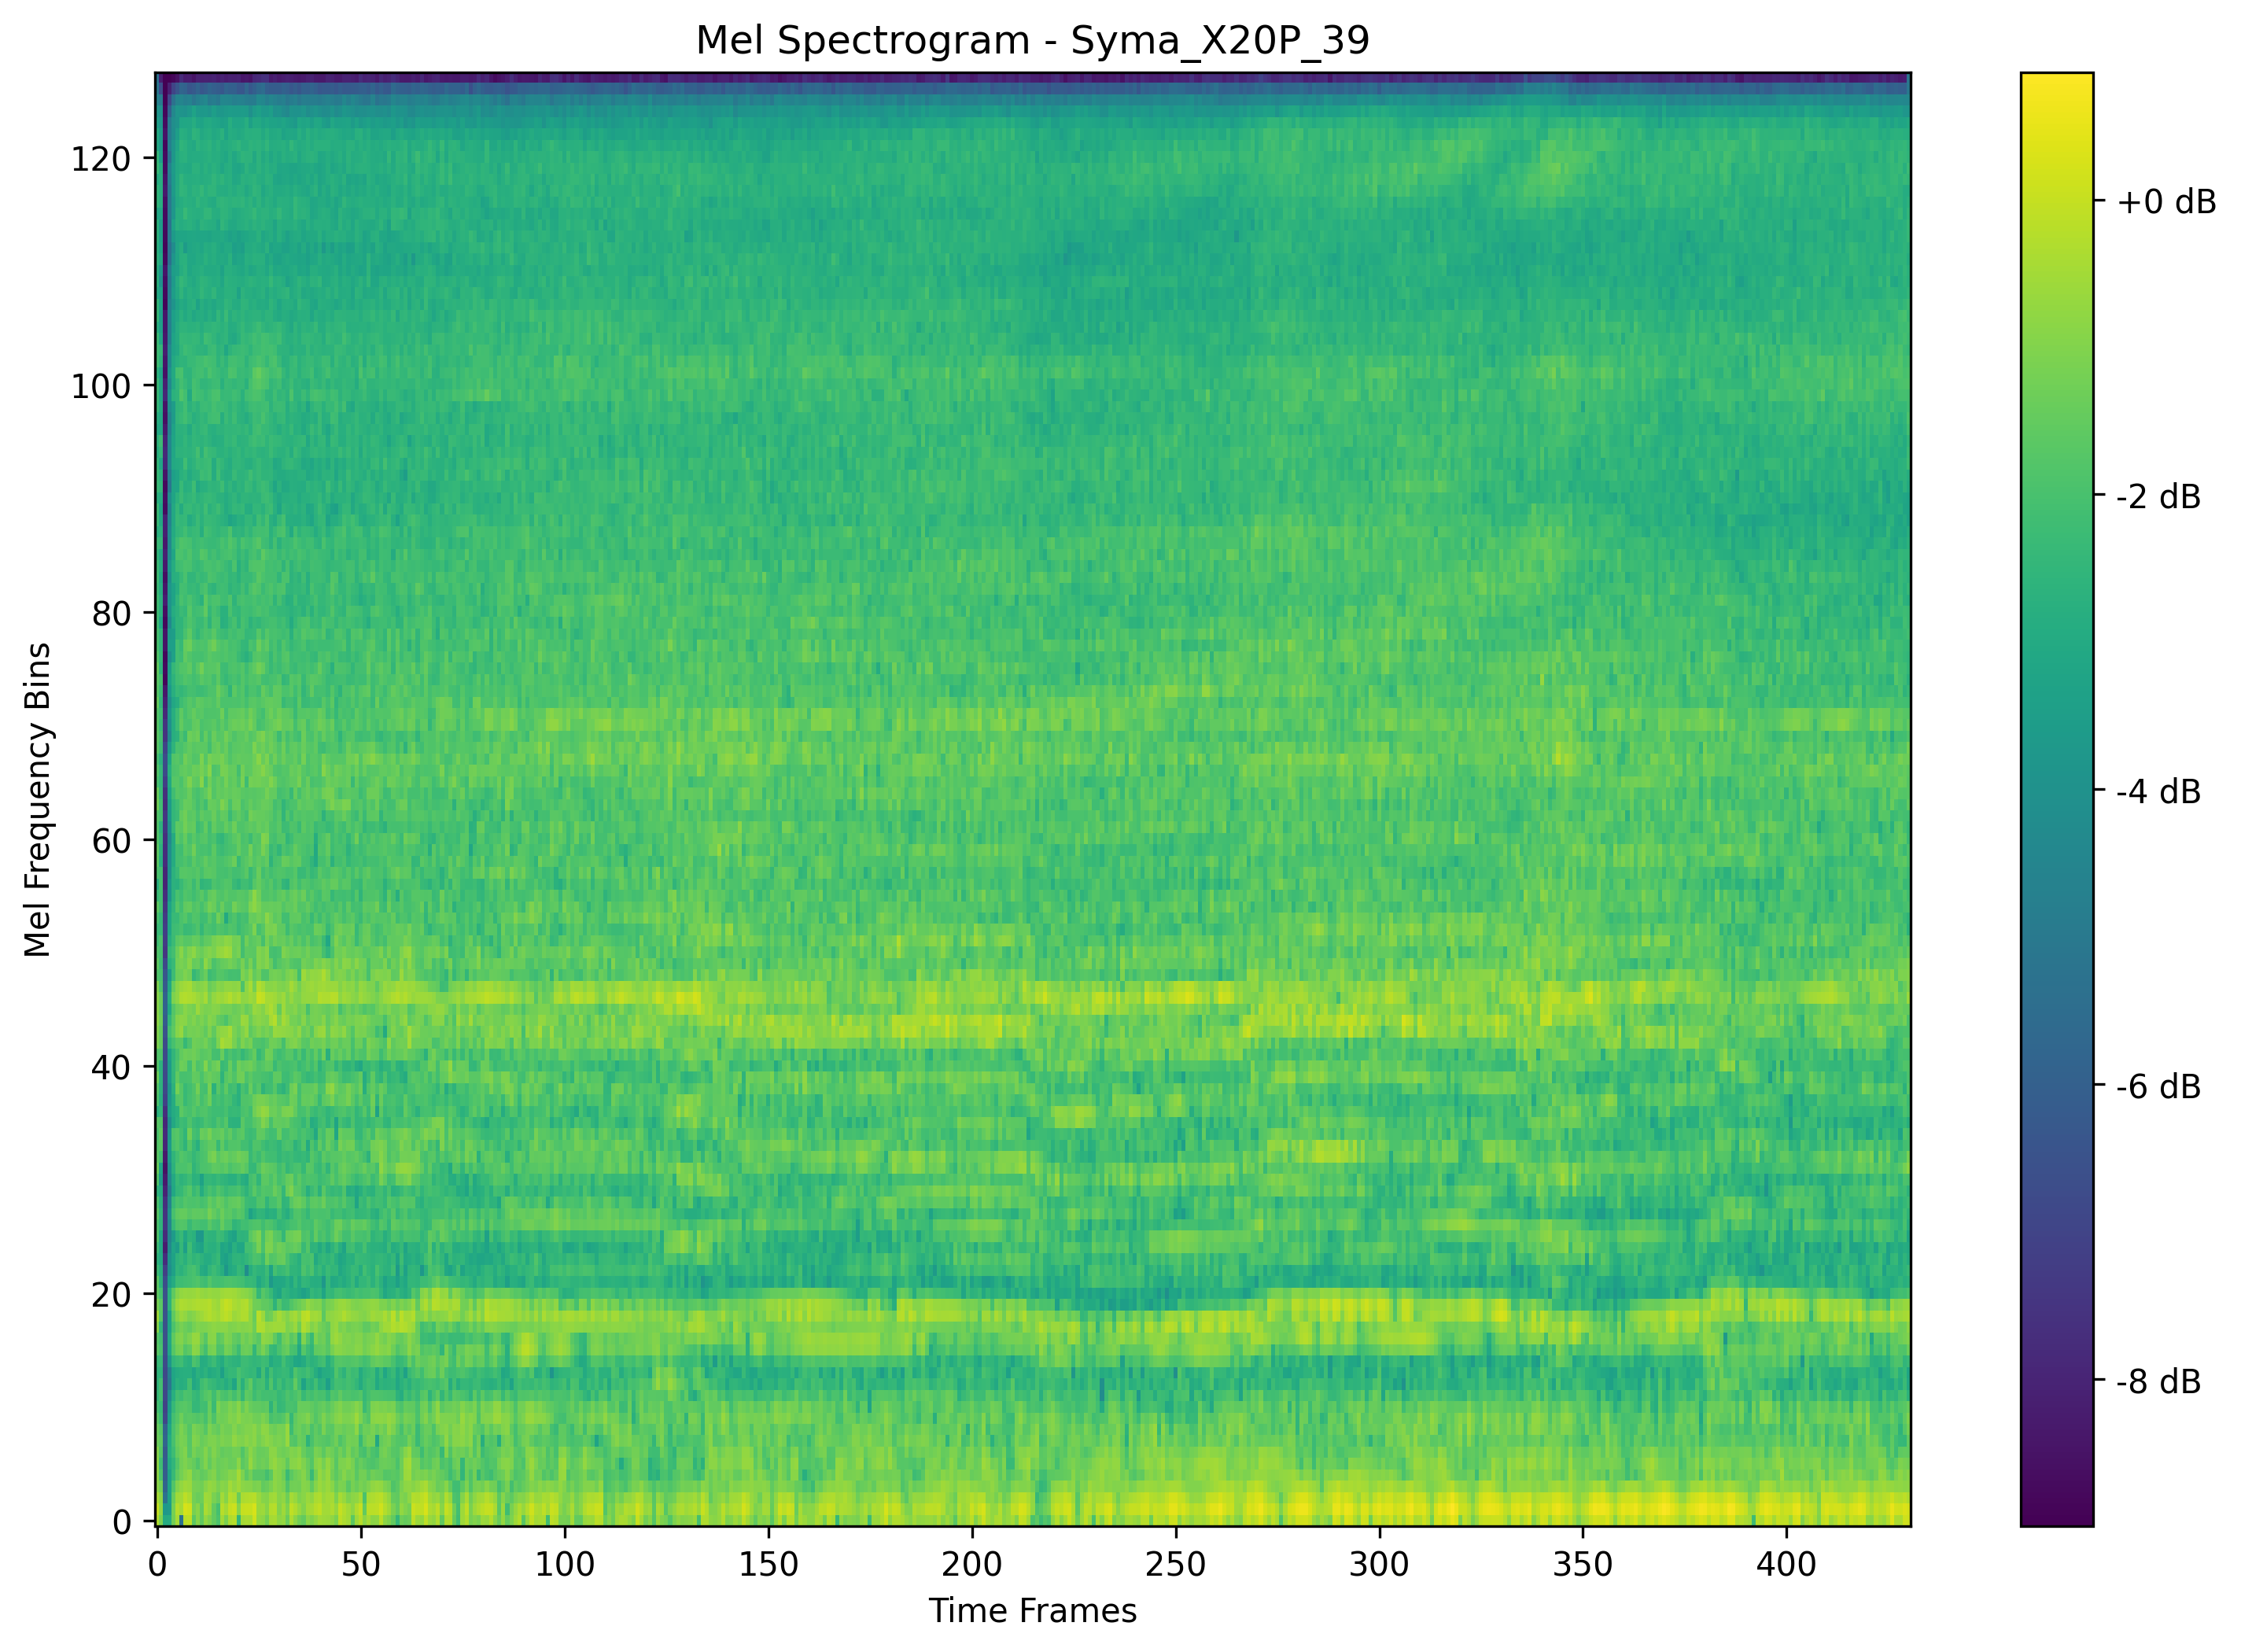 Mel Spectrogram - Syma_X20P_39
Mel Frequency Bins
120
100
80
60
40
20
0
0 50 100 150 200 250 300 350 400
Time Frames
+0 dB
-2 dB
-4 dB
-6 dB
-8 dB